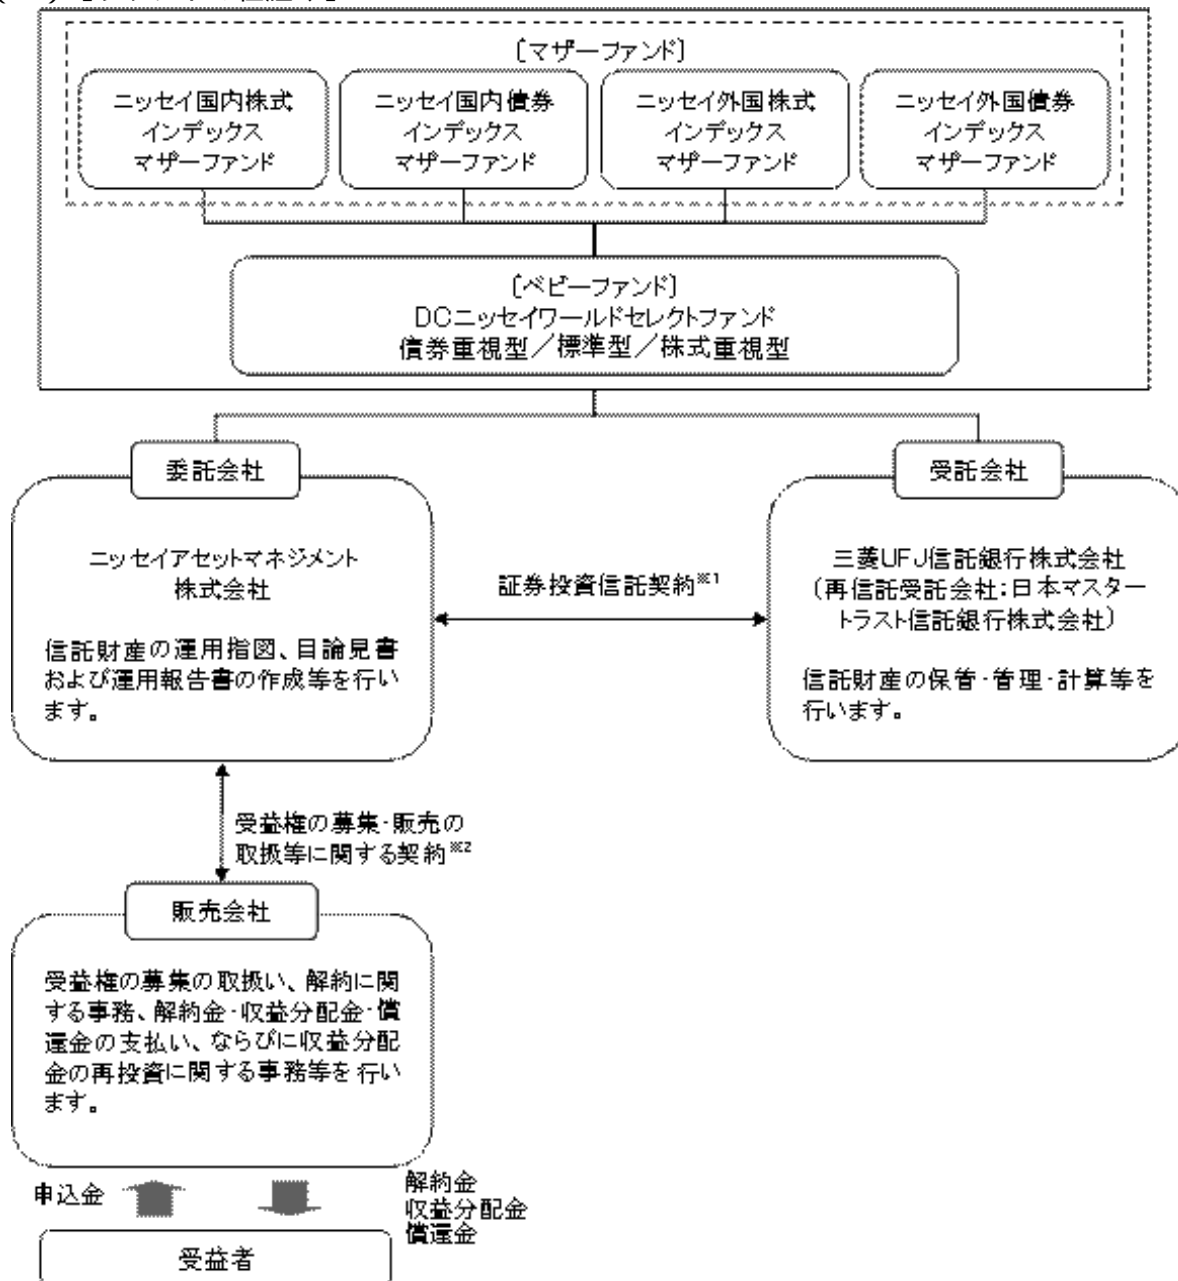 〔マザーファンド〕
ニッセイ国内株式
インデックス
マザーファンド
ニッセイ国内債券
インデックス
マザーファンド
ニッセイ外国株式
インデックス
マザーファンド
ニッセイ外国債券
インデックス
マザーファンド
〔ベビーファンド〕
DCニッセイワールドセレクトファンド
債券重視型／標準型／株式重視型
委託会社
ニッセイアセットマネジメント
株式会社
信託財産の運用指図、目論見書
および運用報告書の作成等を行い
ます。
証券投資信託契約※1
受託会社
三菱UFJ信託銀行株式会社
（再信託受託会社：日本マスター
トラスト信託銀行株式会社）
信託財産の保管・管理・計算等を
行います。
受益権の募集・販売の
取扱等に関する契約※2
販売会社
受益権の募集の取扱い、解約に関
する事務、解約金・収益分配金・償
還金の支払い、ならびに収益分配
金の再投資に関する事務等を行い
ます。
申込金
解約金
収益分配金
償還金
受益者